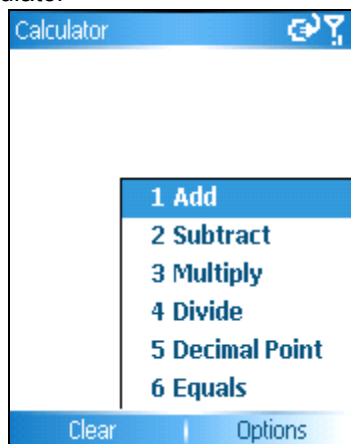 Calculator
1 Add
2 Subtract
3 Multiply
4 Divide
5 Decimal Point
6 Equals
Clear
Options